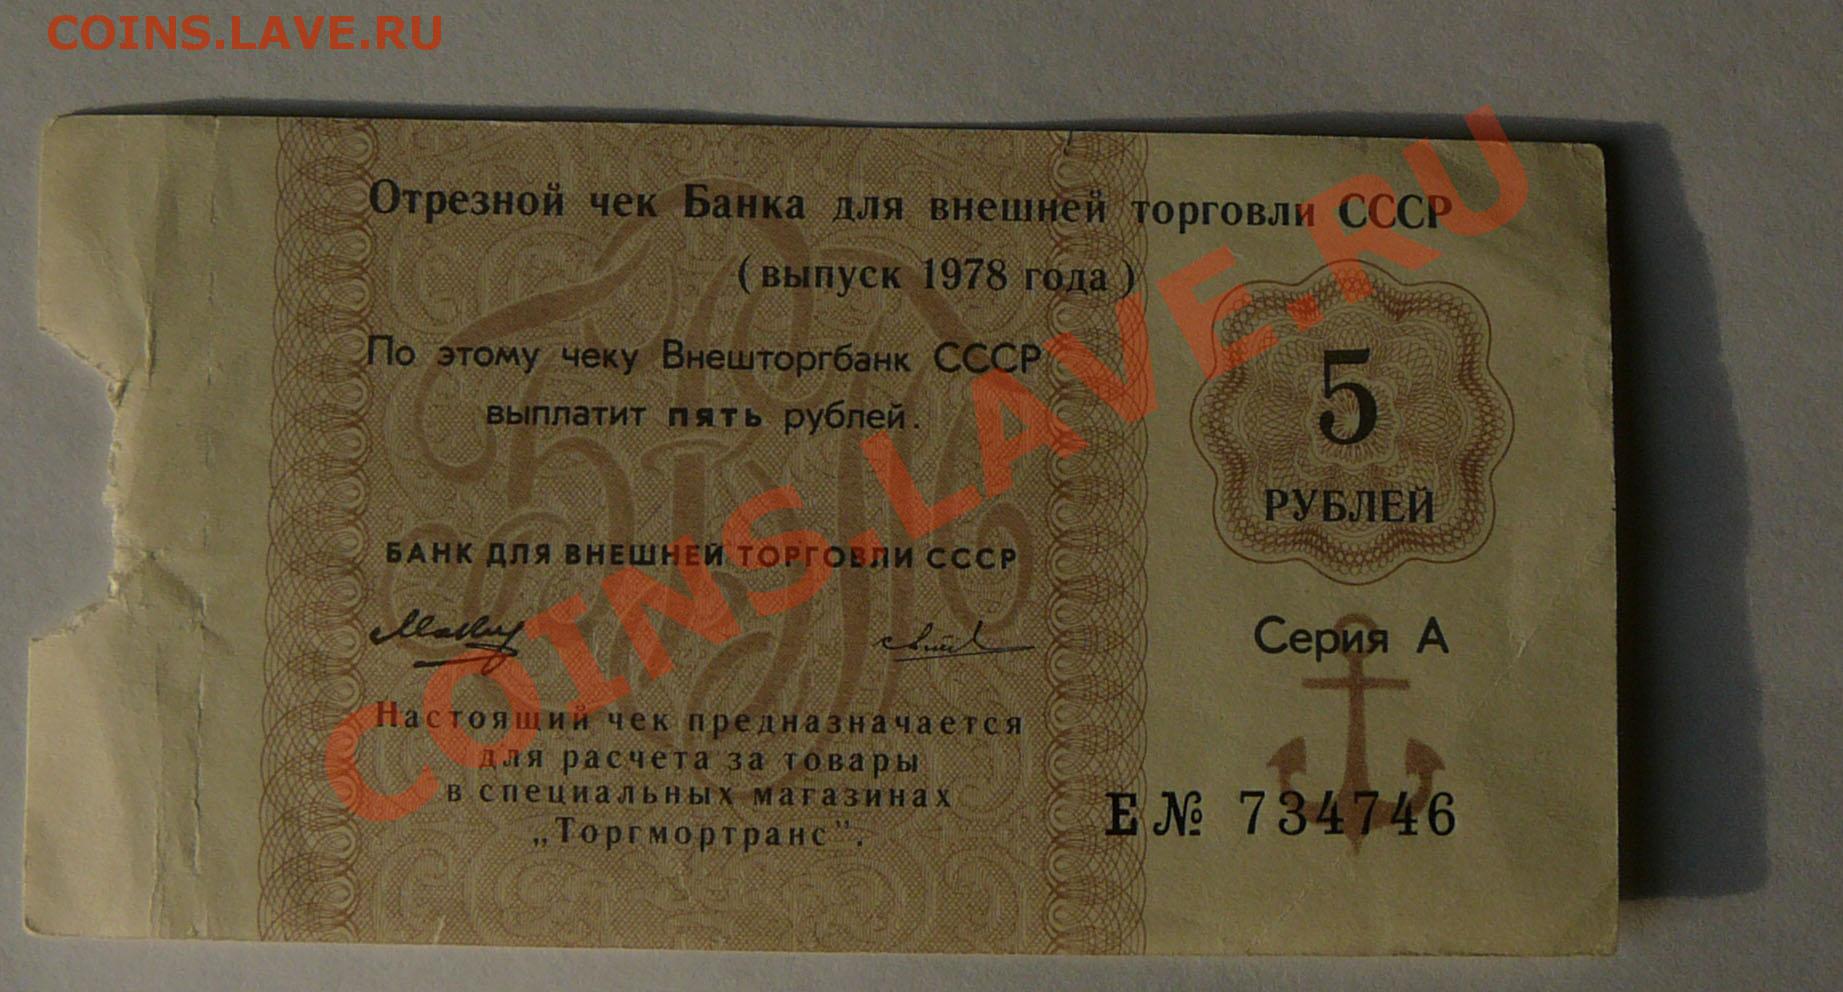 COINS.LAVE.RU
Отрезной чек Банка для внешней торговли СССР
(выпуск 1978 года)
По этому чеку Внешторгбанк СССР
выплатит пять рублей.
5
РУБЛЕЙ
БАНК ДЛЯ ВНЕШНЕЙ ТОРГОВЛИ СССР
Серия А
Настоящий чек предназначается
для расчета за товары
в специальных магазинах
„Торгмортранс".
Е № 734746
COINS.LAVE.RU